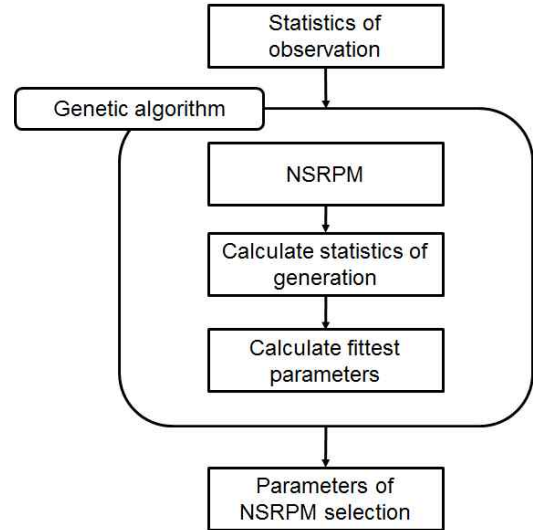 Statistics of
observation
Genetic algorithm
NSRPM
Calculate statistics of
generation
Calculate fittest
parameters
Parameters of
NSRPM selection